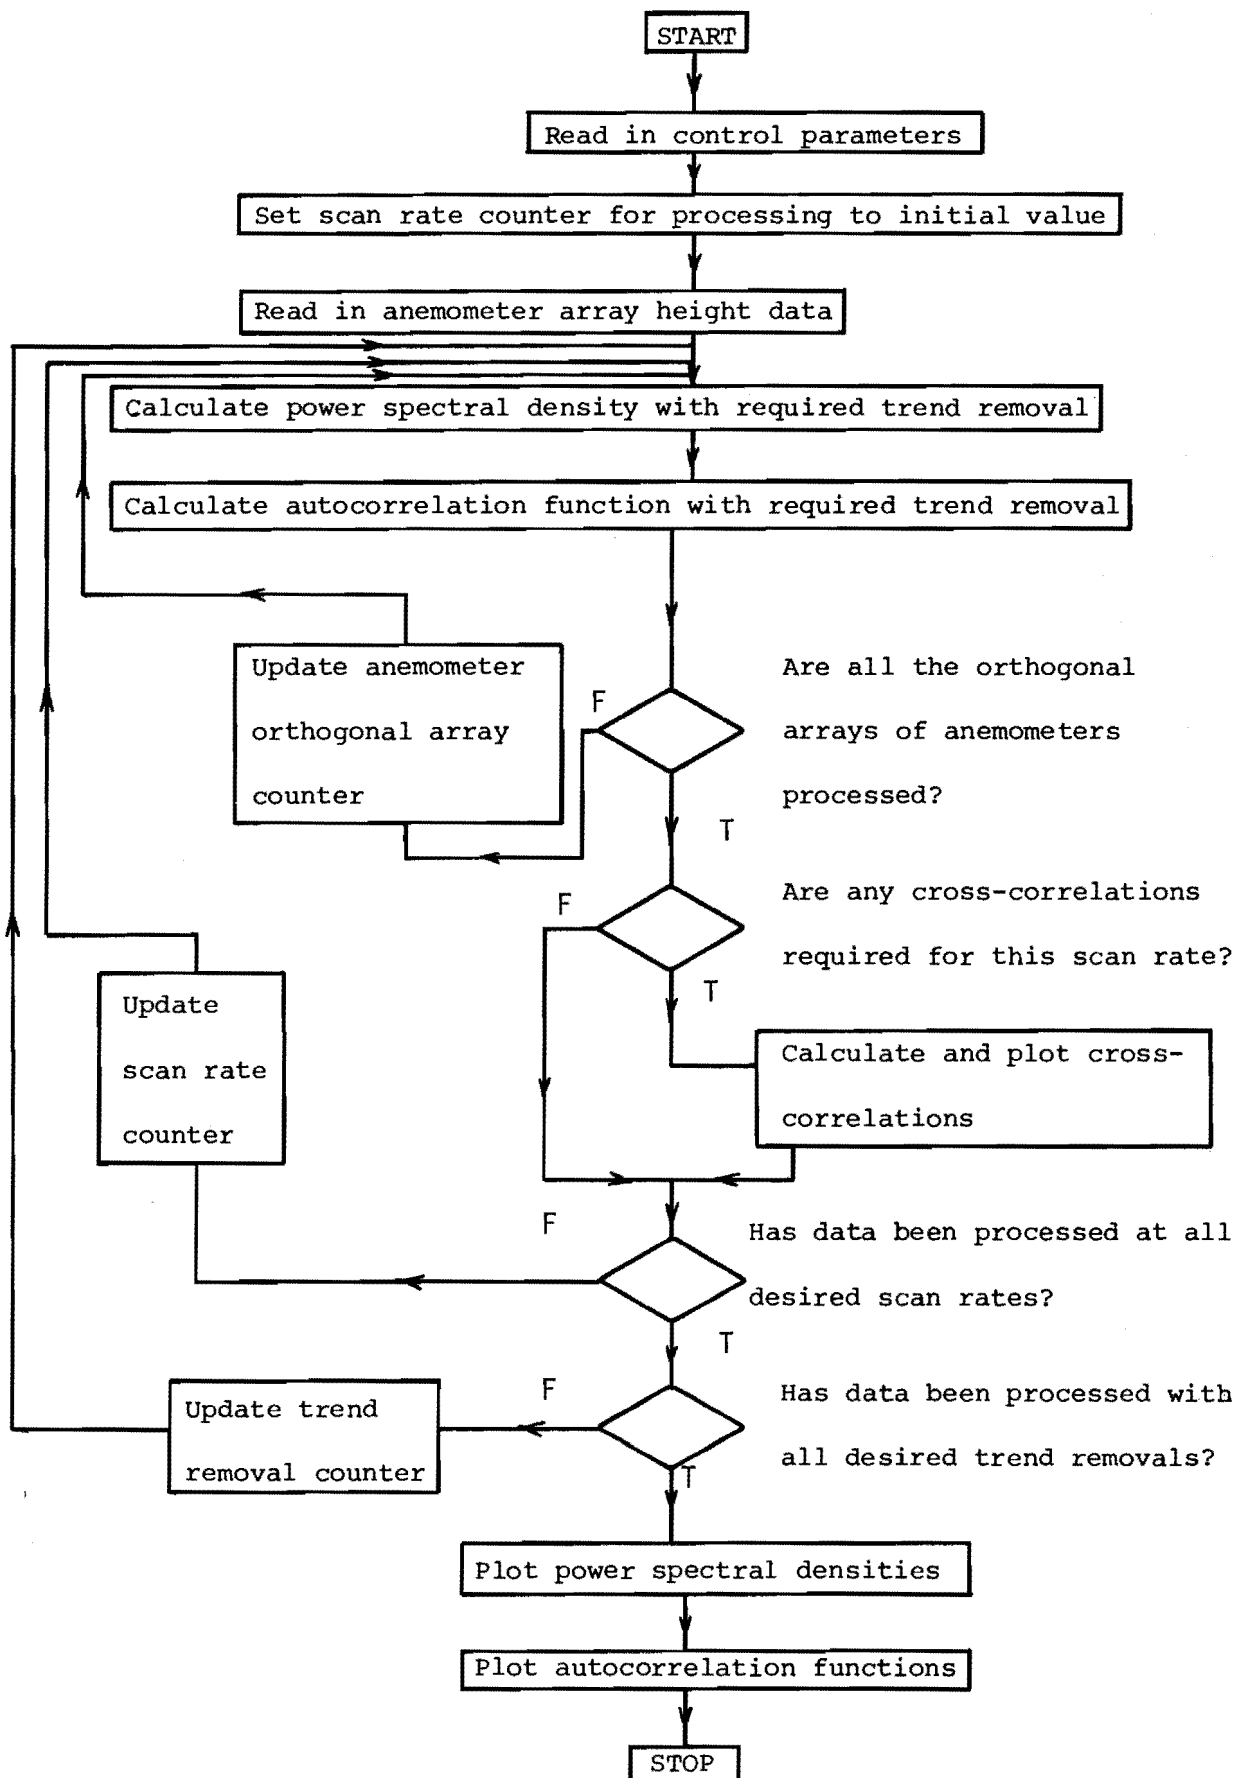 START
Read in control parameters
Set scan rate counter for processing to initial value
Read in anemometer array height data
Calculate power spectral density with required trend removal
Calculate autocorrelation function with required trend removal
Update anemometer
orthogonal array
counter
F
Are all the orthogonal
arrays of anemometers
processed?
T
F
Are any cross-correlations
required for this scan rate?
T
Update
scan rate
counter
Calculate and plot cross-
correlations
F
Has data been processed at all
desired scan rates?
T
Update trend
removal counter
F
Has data been processed with
all desired trend removals?
T
Plot power spectral densities
Plot autocorrelation functions
STOP